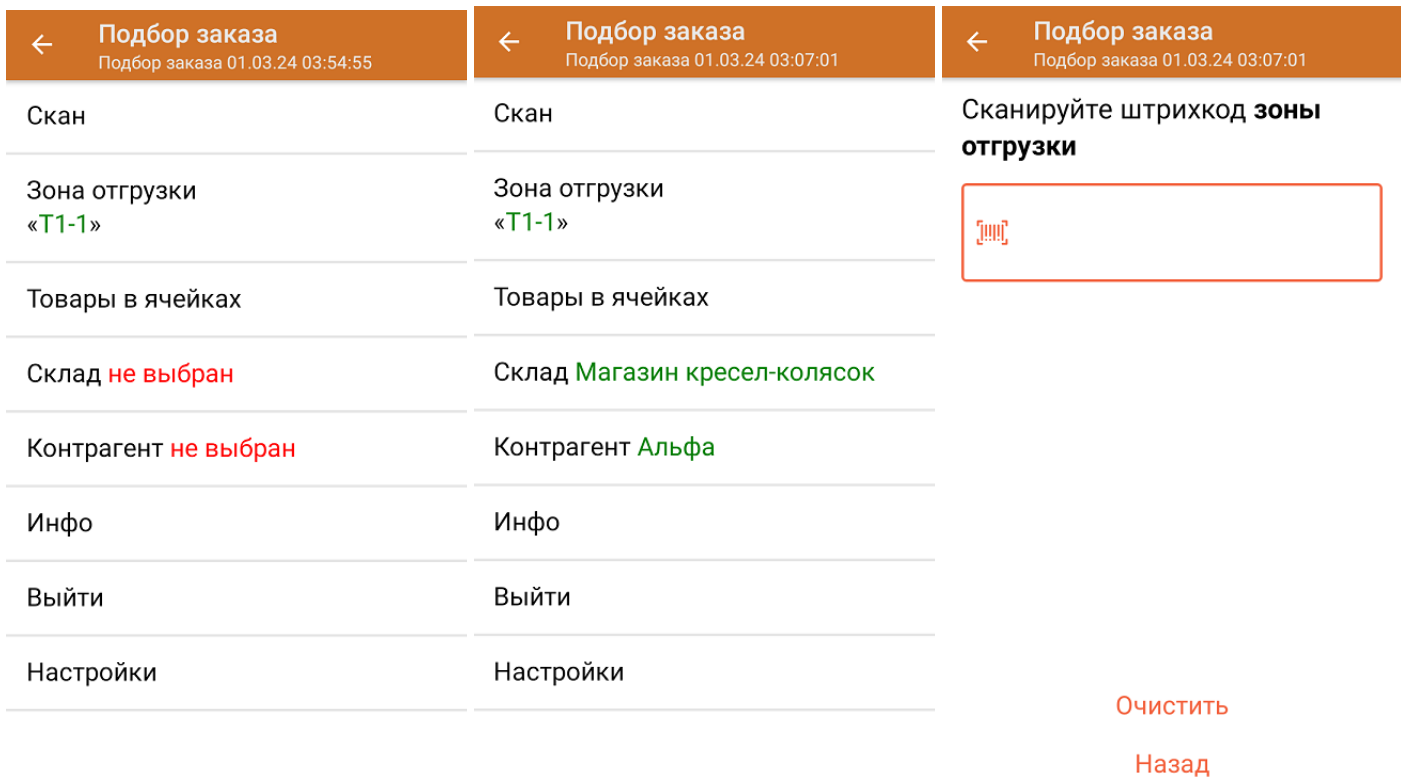 Подбор заказа
Подбор заказа 01.03.24 03:54:55
Скан
Зона отгрузки
«Т1-1»
Товары в ячейках
Склад не выбран
Контрагент не выбран
Инфо
Выйти
Настройки
Подбор заказа
Подбор заказа 01.03.24 03:07:01
Скан
Зона отгрузки
«Т1-1»
Товары в ячейках
Склад Магазин кресел-колясок
Контрагент Альфа
Инфо
Выйти
Настройки
Подбор заказа
Подбор заказа 01.03.24 03:07:01
Сканируйте штрихкод зоны
отгрузки
Очистить
Назад